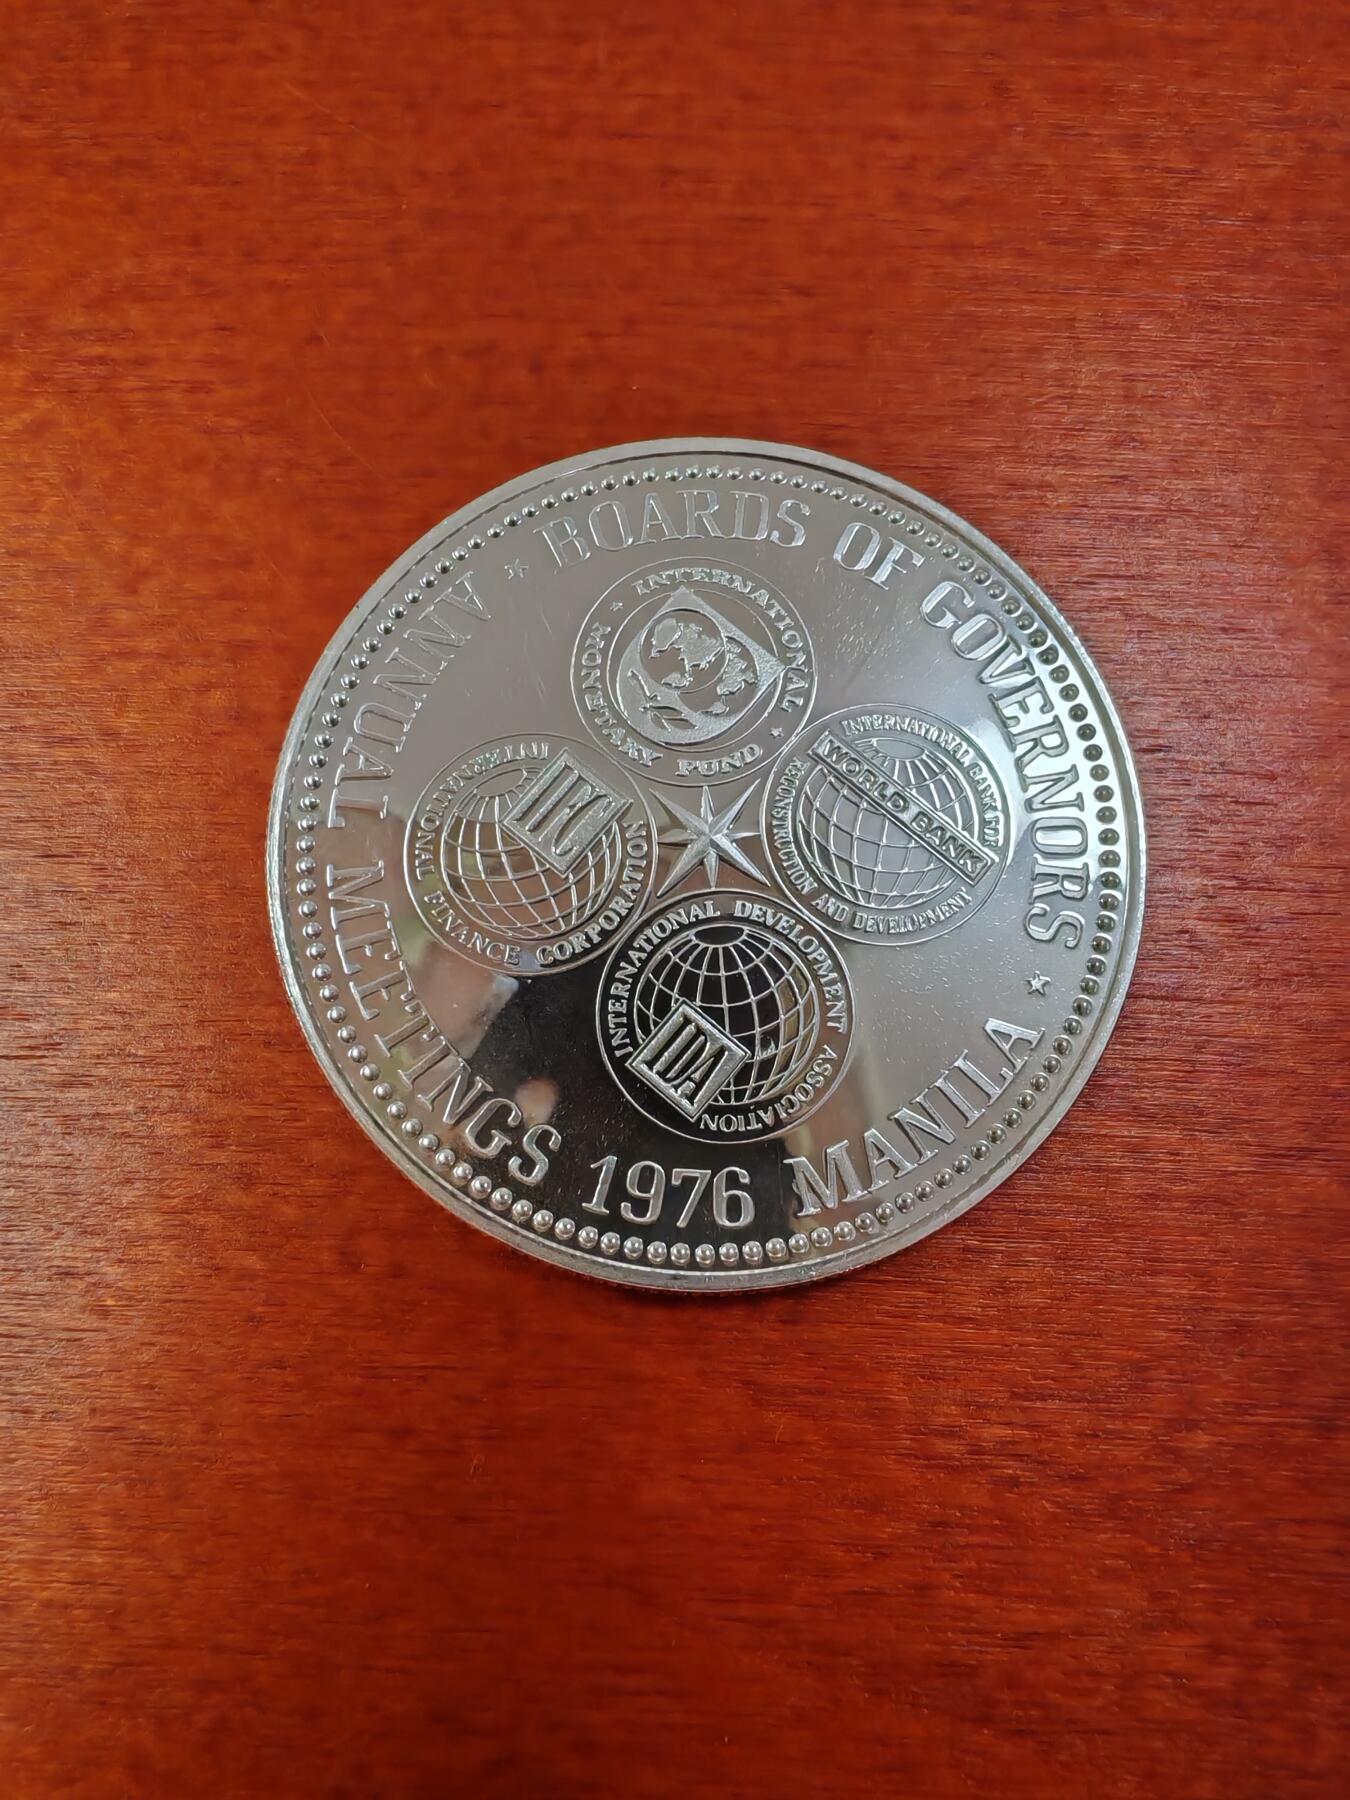 BOARDS OF GOVERNORS
ANNUAL MEETINGS 1976 MANILA
INTERNATIONAL MONETARY FUND
INTERNATIONAL FINANCE CORPORATION
IFC
INTERNATIONAL BANK FOR RECONSTRUCTION AND DEVELOPMENT
WORLD BANK
INTERNATIONAL DEVELOPMENT ASSOCIATION
IDA